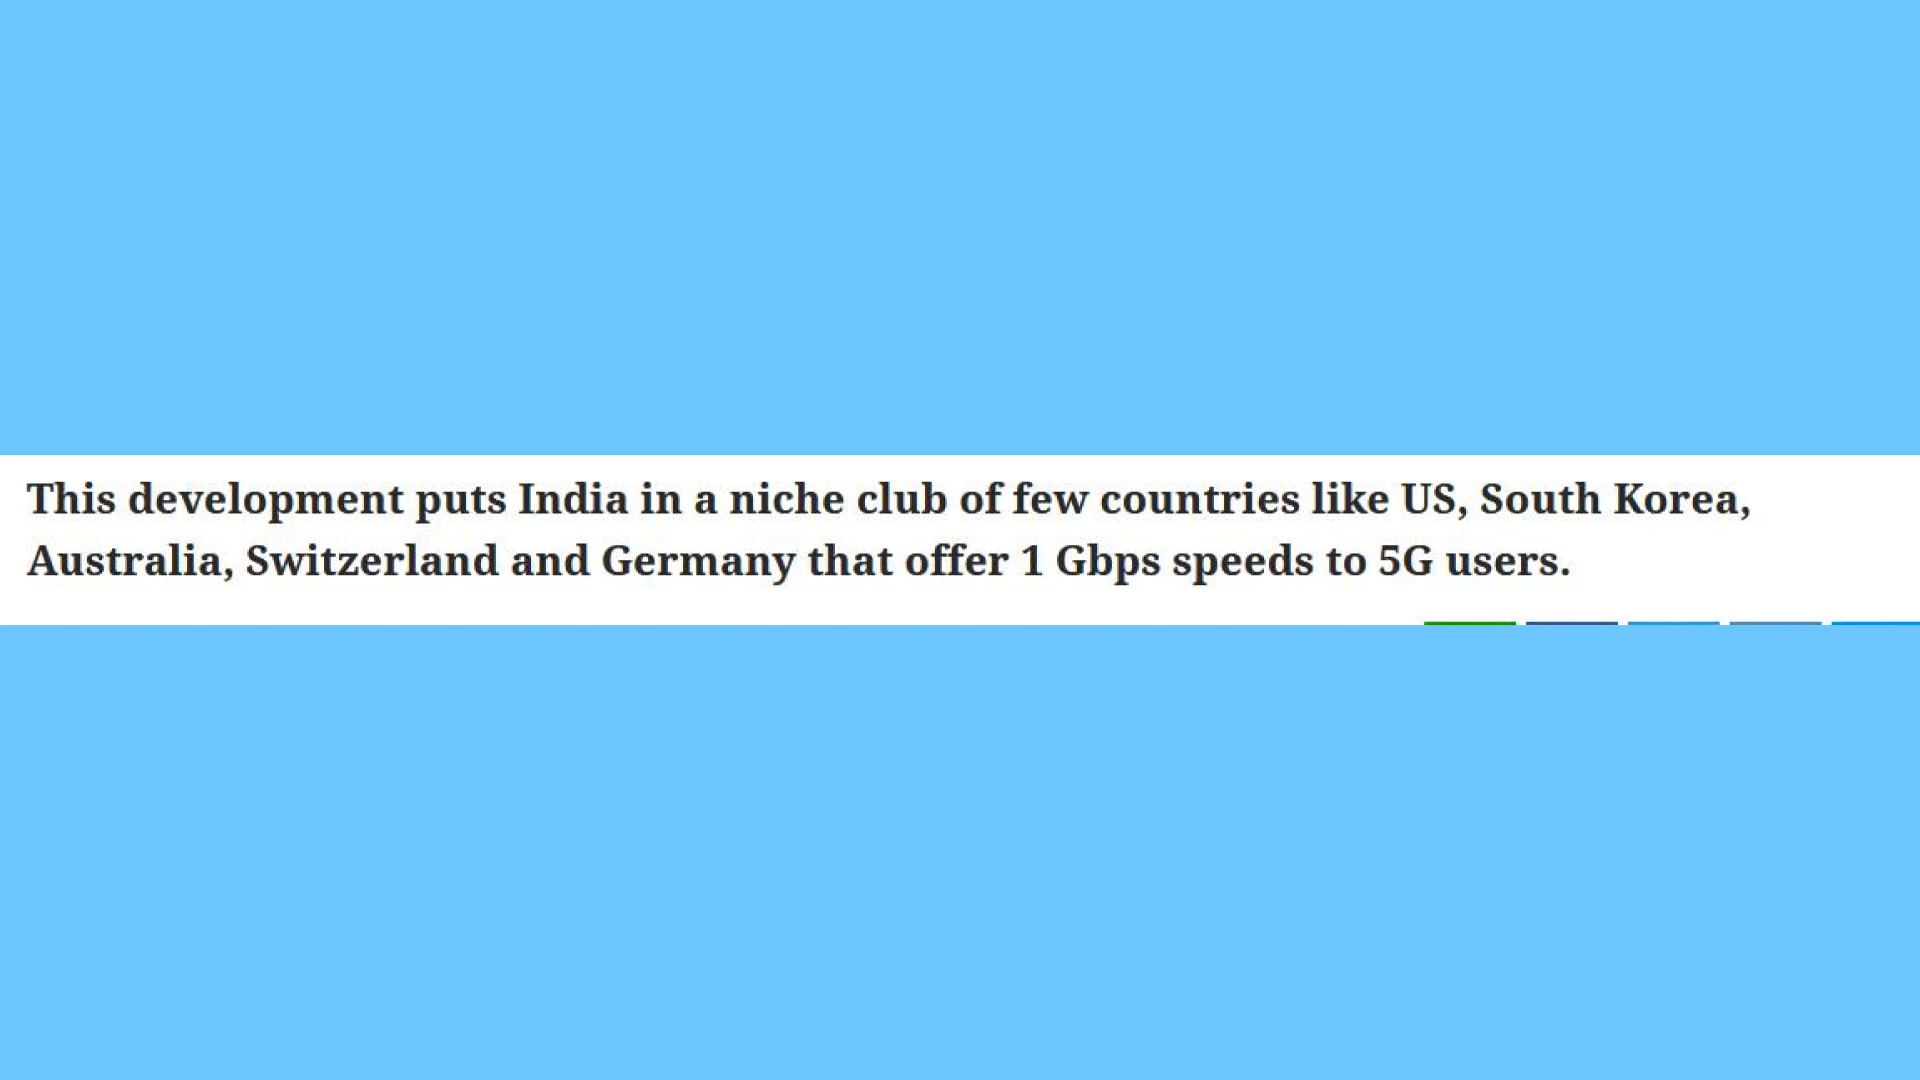 This development puts India in a niche club of few countries like US, South Korea,
Australia, Switzerland and Germany that offer 1 Gbps speeds to 5G users.